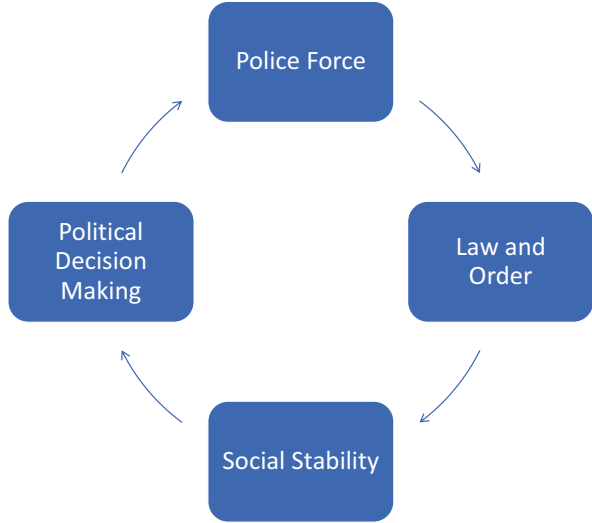 Police Force
Law and
Order
Social Stability
Political
Decision
Making